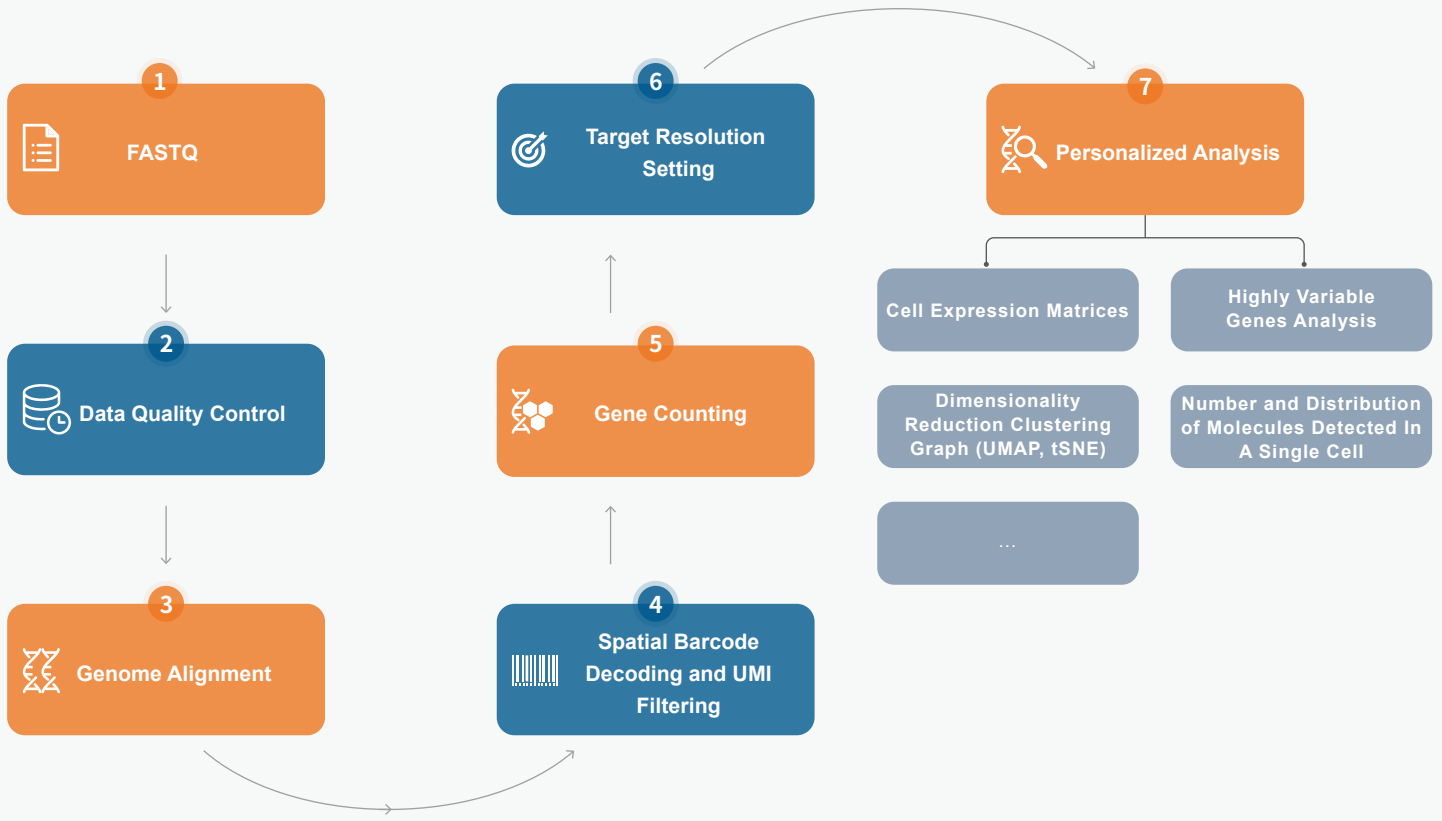 1
FASTQ
2
Data Quality Control
3
Genome Alignment
4
Spatial Barcode
Decoding and UMI
Filtering
5
Gene Counting
6
Target Resolution
Setting
7
Personalized Analysis
Cell Expression Matrices
Highly Variable
Genes Analysis
Dimensionality
Reduction Clustering
Graph (UMAP, tSNE)
Number and Distribution
of Molecules Detected In
A Single Cell
...